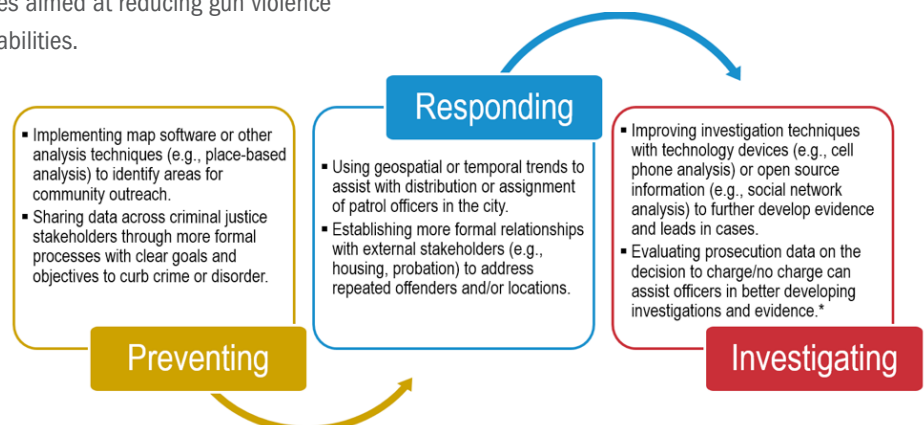 es aimed at reducing gun violence
abilities.
▪ Implementing map software or other
analysis techniques (e.g., place-based
analysis) to identify areas for
community outreach.
▪ Sharing data across criminal justice
stakeholders through more formal
processes with clear goals and
objectives to curb crime or disorder.
Preventing
Responding
▪ Using geospatial or temporal trends to
assist with distribution or assignment
of patrol officers in the city.
▪ Establishing more formal relationships
with external stakeholders (e.g.,
housing, probation) to address
repeated offenders and/or locations.
▪ Improving investigation techniques
with technology devices (e.g., cell
phone analysis) or open source
information (e.g., social network
analysis) to further develop evidence
and leads in cases.
▪ Evaluating prosecution data on the
decision to charge/no charge can
assist officers in better developing
investigations and evidence.*
Investigating